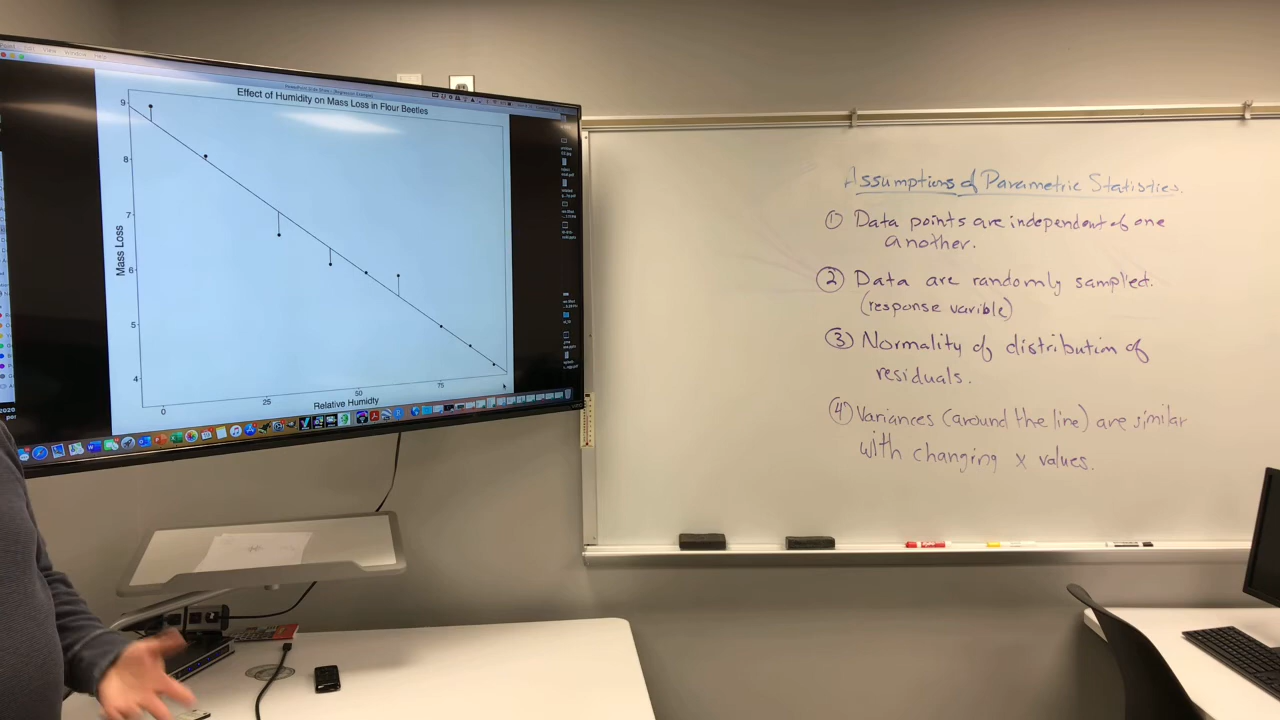 Effect of Humidity on Mass Loss in Flour Beetles
Mass Loss
9
8
7
6
5
4
0
25
50
75
Relative Humidty
Assumptions of Parametric Statistics.
① Data points are independent of one
another.
② Data are randomly sampled.
(response varible)
③ Normality of distribution of
residuals.
④ Variances (around the line) are similar
with changing x values.